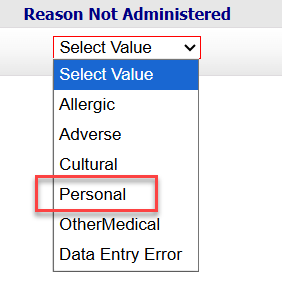 Reason Not Administered
Select Value
Select Value
Allergic
Adverse
Cultural
Personal
OtherMedical
Data Entry Error